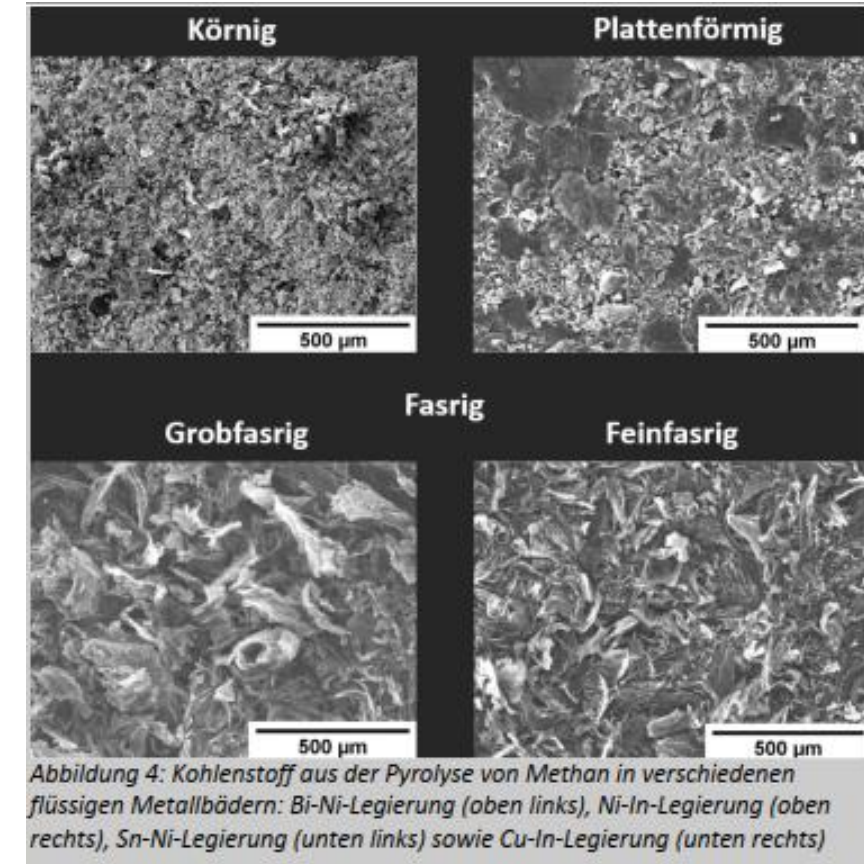 Körnig
Plattenförmig
500 µm
500 µm
Fasrig
Grobfasrig
Feinfasrig
500 µm
500 µm
Abbildung 4: Kohlenstoff aus der Pyrolyse von Methan in verschiedenen
flüssigen Metallbädern: Bi-Ni-Legierung (oben links), Ni-In-Legierung (oben
rechts), Sn-Ni-Legierung (unten links) sowie Cu-In-Legierung (unten rechts)